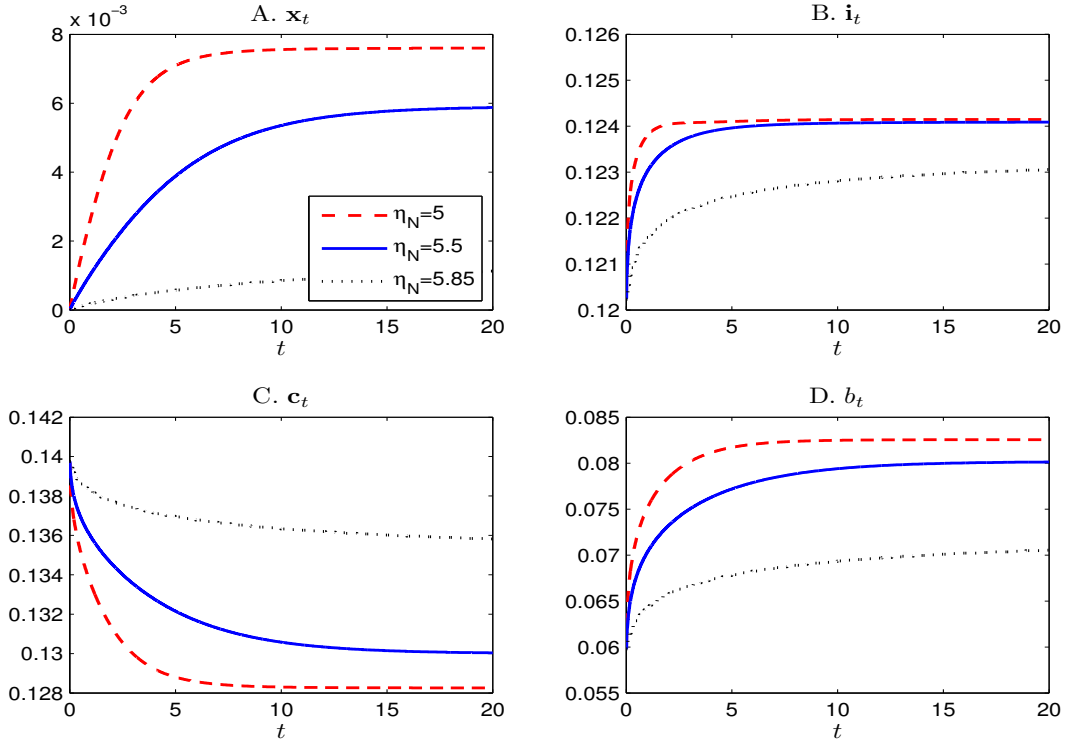 A. x_t
x 10^−3
8
6
4
2
0
0 5 10 15 20
t
η_N=5
η_N=5.5
η_N=5.85
B. i_t
0.126
0.125
0.124
0.123
0.122
0.121
0.12
0 5 10 15 20
t
C. c_t
0.142
0.14
0.138
0.136
0.134
0.132
0.13
0.128
0 5 10 15 20
t
D. b_t
0.085
0.08
0.075
0.07
0.065
0.06
0.055
0 5 10 15 20
t